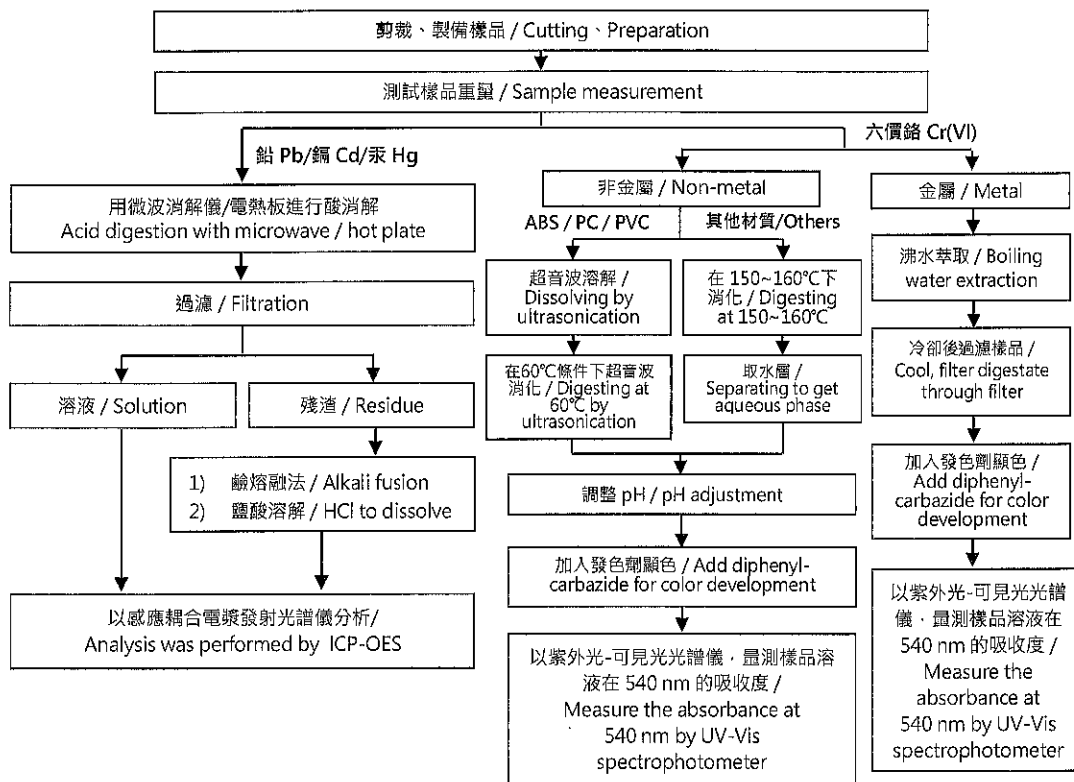 剪裁、製備樣品 / Cutting、Preparation
測試樣品重量 / Sample measurement
鉛 Pb/鎘 Cd/汞 Hg
用微波消解儀/電熱板進行酸消解
Acid digestion with microwave / hot plate
過濾 / Filtration
溶液 / Solution
殘渣 / Residue
1) 鹼熔融法 / Alkali fusion
2) 鹽酸溶解 / HCl to dissolve
以感應耦合電漿發射光譜儀分析/
Analysis was performed by ICP-OES
六價鉻 Cr(VI)
非金屬 / Non-metal
ABS / PC / PVC
超音波溶解 /
Dissolving by
ultrasonication
在60℃條件下超音波
消化 / Digesting at
60℃ by
ultrasonication
其他材質/Others
在 150~160℃下
消化 / Digesting
at 150~160℃
取水層 /
Separating to get
aqueous phase
調整 pH / pH adjustment
加入發色劑顯色 / Add diphenyl-
carbazide for color development
以紫外光-可見光光譜儀，量測樣品溶
液在 540 nm 的吸收度 /
Measure the absorbance at
540 nm by UV-Vis
spectrophotometer
金屬 / Metal
沸水萃取 / Boiling
water extraction
冷卻後過濾樣品 /
Cool, filter digestate
through filter
加入發色劑顯色 /
Add diphenyl-
carbazide for color
development
以紫外光-可見光光譜
儀，量測樣品溶液在
540 nm 的吸收度 /
Measure the
absorbance at
540 nm by UV-Vis
spectrophotometer